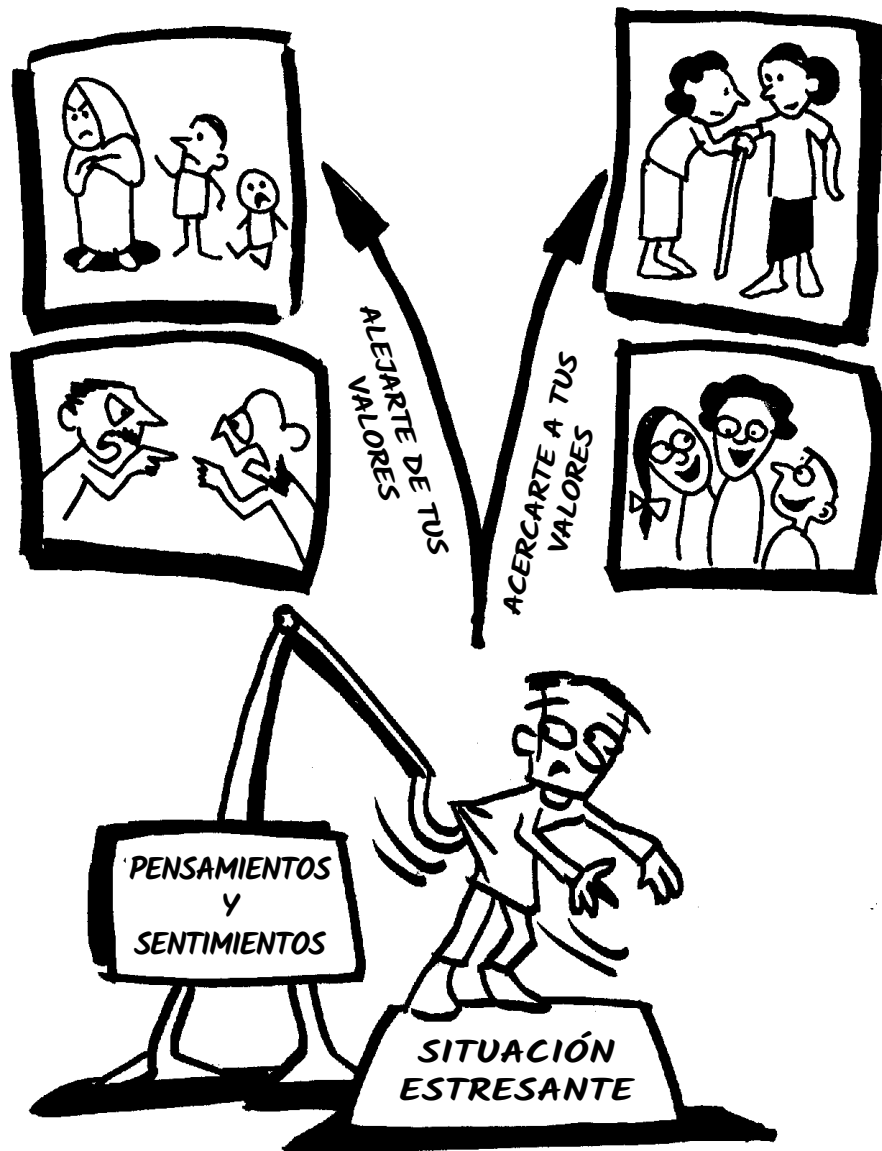 ALEJARTE DE TUS
VALORES
ACERCARTE A TUS
VALORES
PENSAMIENTOS
Y
SENTIMIENTOS
SITUACIÓN
ESTRESANTE